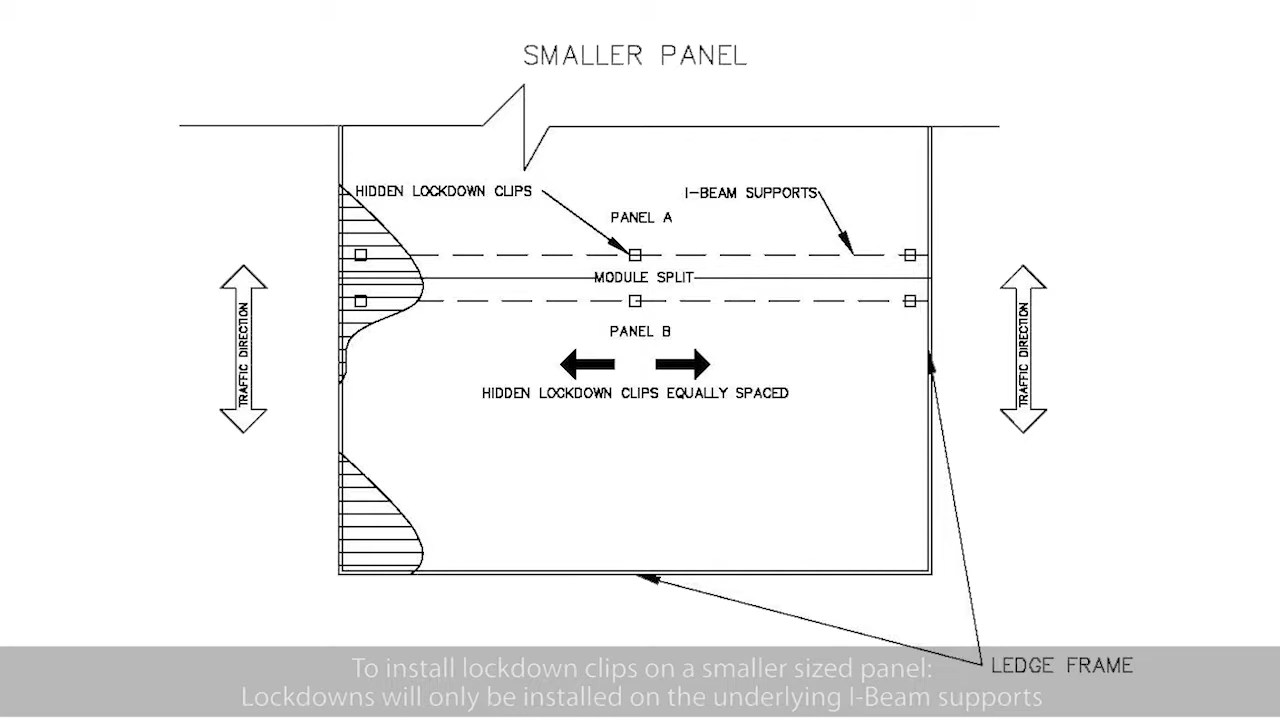 SMALLER PANEL
HIDDEN LOCKDOWN CLIPS
I-BEAM SUPPORTS
PANEL A
MODULE SPLIT
PANEL B
TRAFFIC DIRECTION
TRAFFIC DIRECTION
HIDDEN LOCKDOWN CLIPS EQUALLY SPACED
LEDGE FRAME
To install lockdown clips on a smaller sized panel:
Lockdowns will only be installed on the underlying I-Beam supports